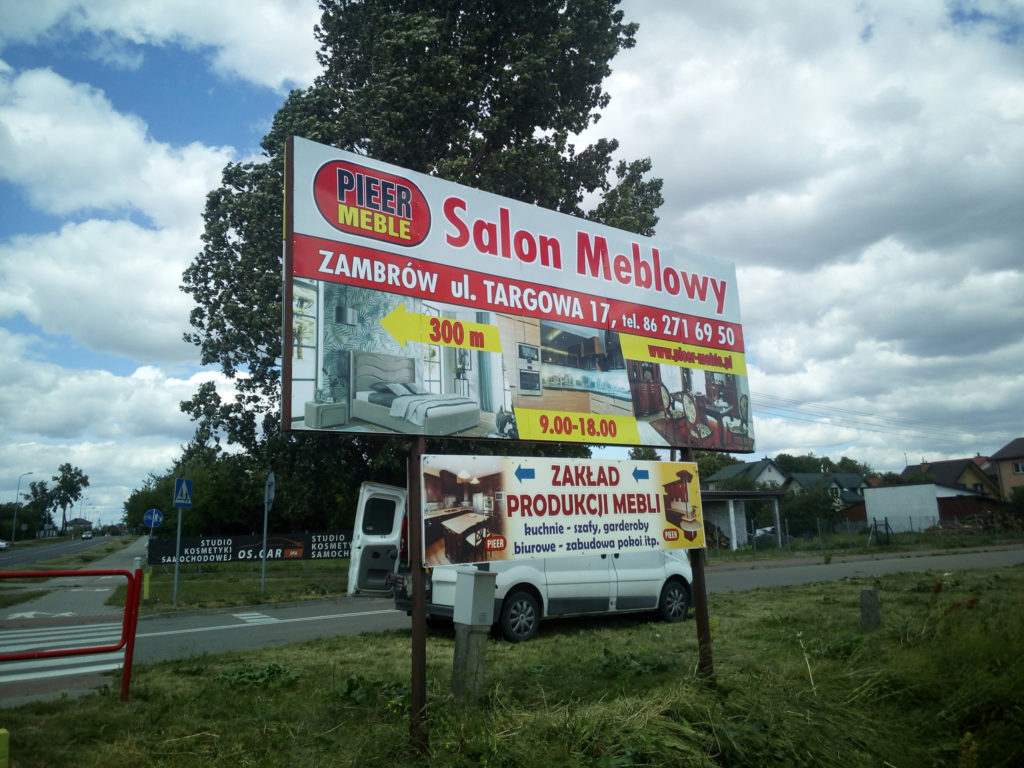 PIEER
MEBLE
Salon Meblowy
ZAMBRÓW ul. TARGOWA 17, tel. 86 271 69 50
300 m
www.pieer-meble.pl
9.00-18.00
ZAKŁAD
PRODUKCJI MEBLI
kuchnie - szafy, garderoby
biurowe - zabudowa pokoi itp.
PIEER
PIEER
STUDIO
KOSMETYKI
SAMOCHODOWEJ
OS.CAR SPA
STUDIO
KOSMETYKI